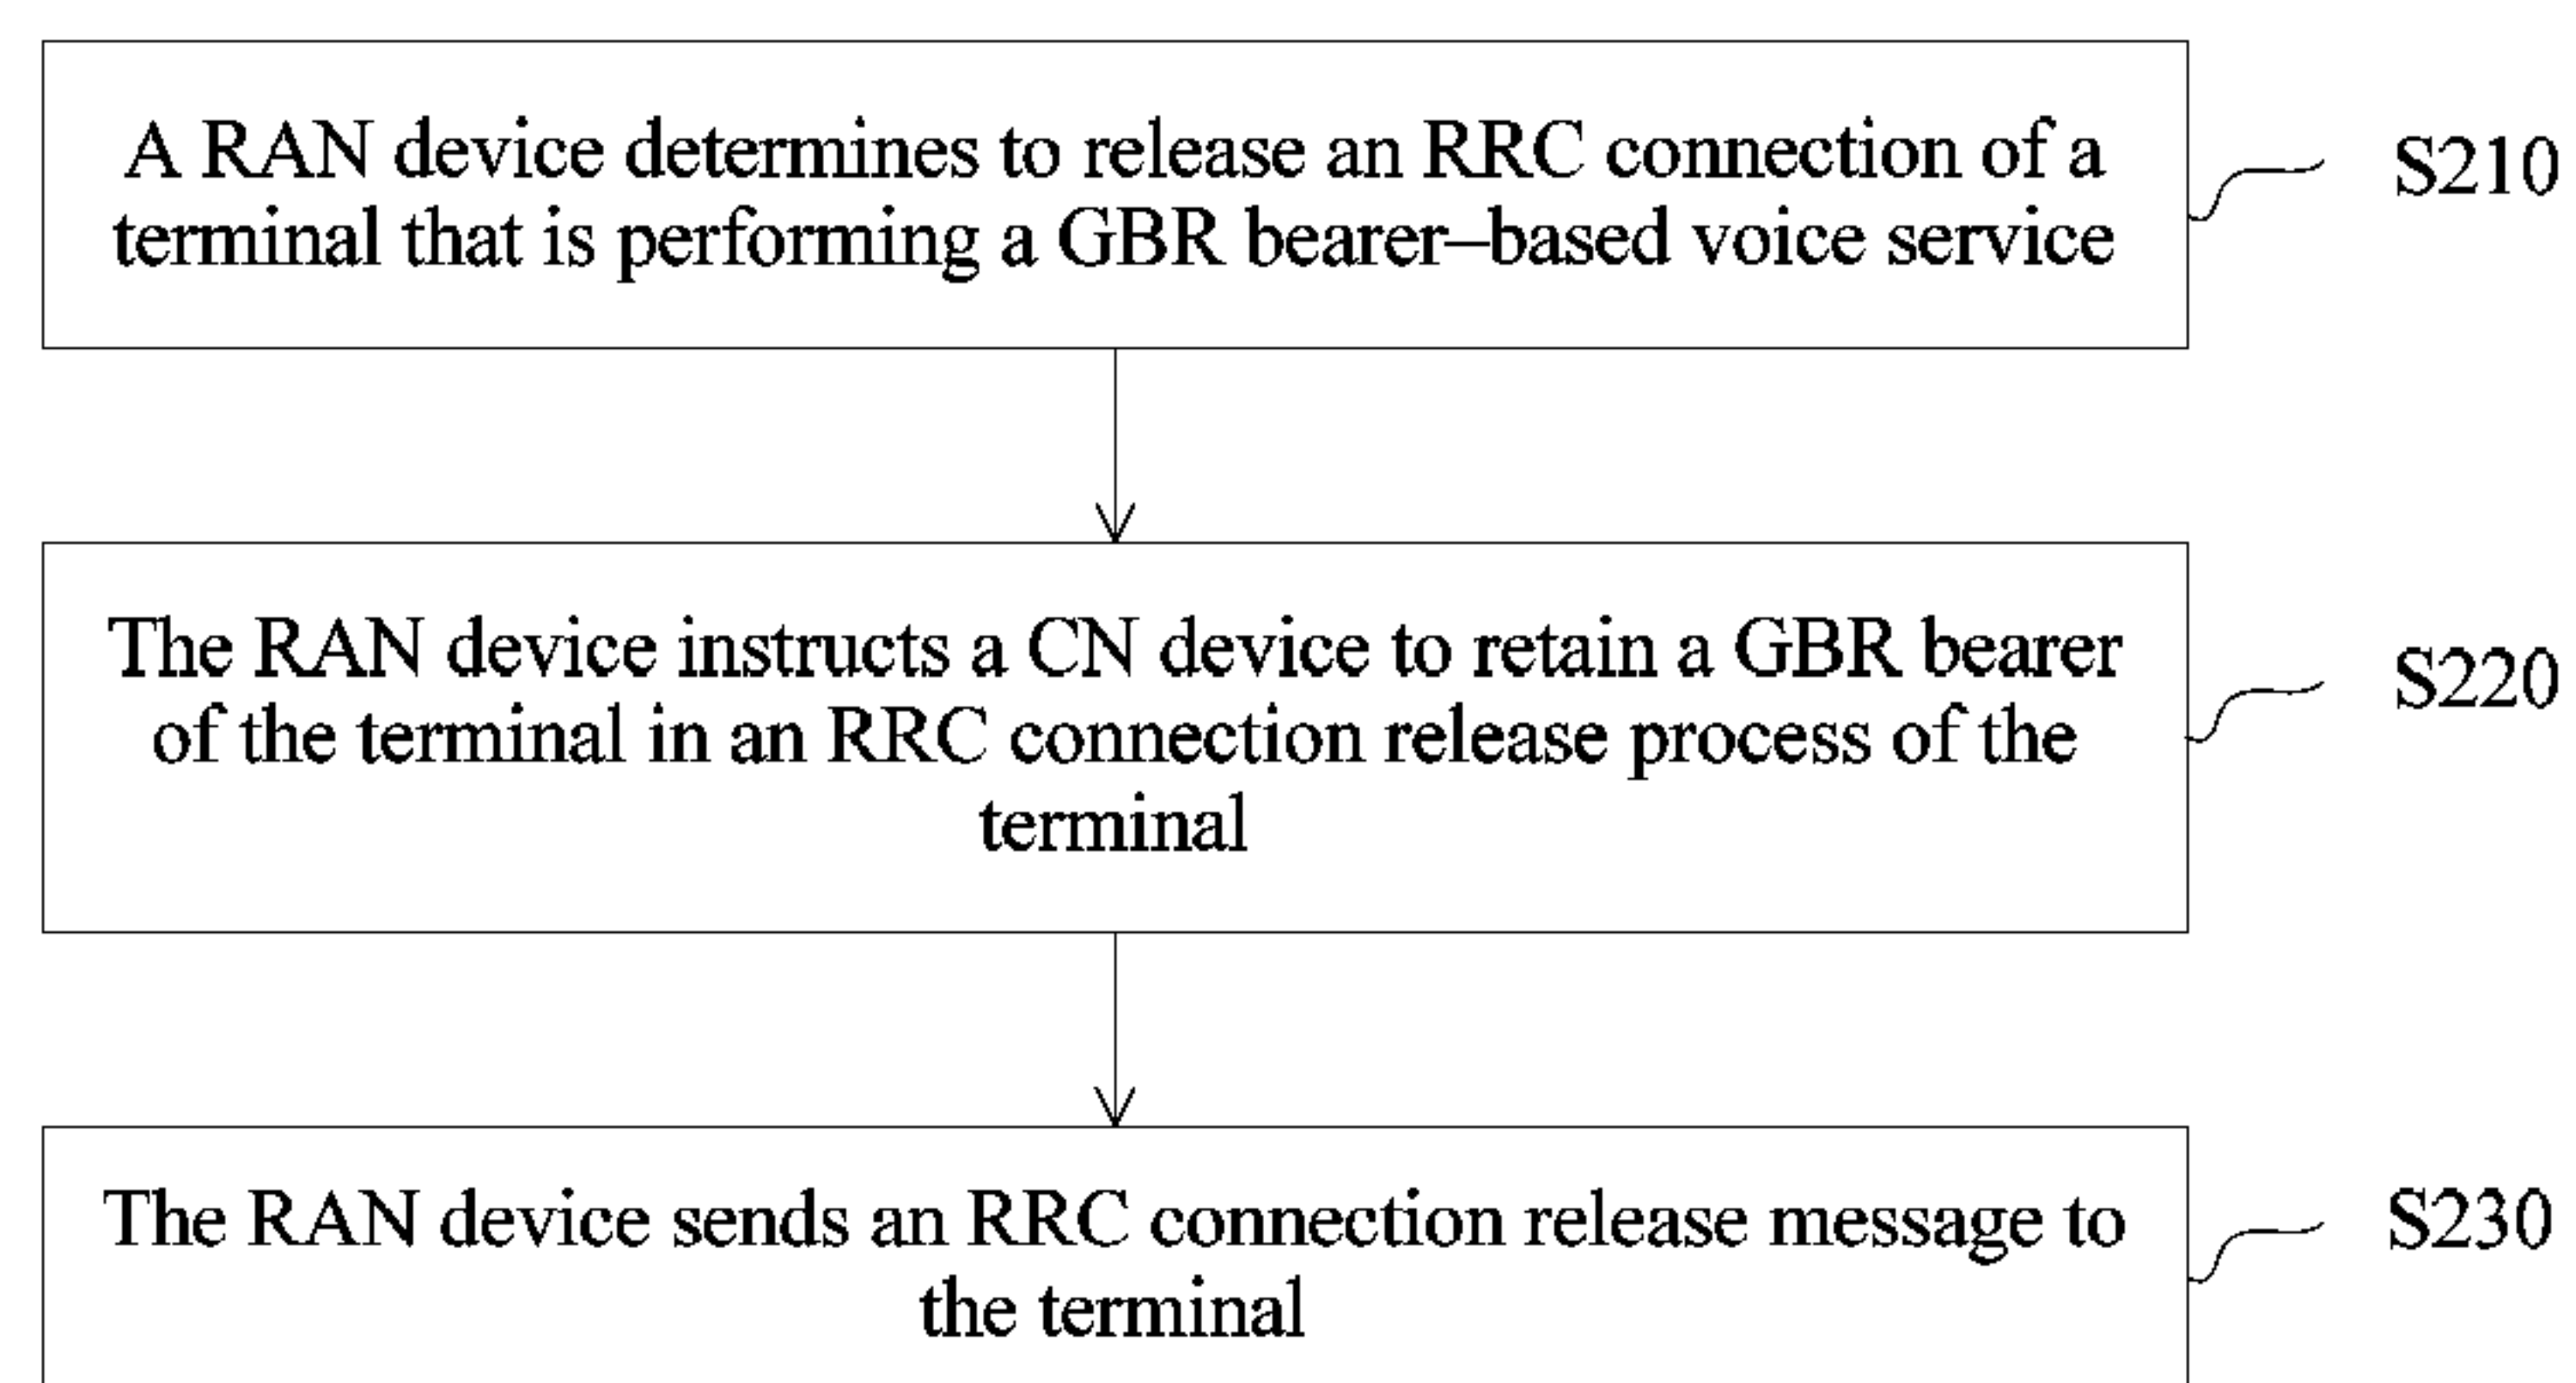 A RAN device determines to release an RRC connection of a
terminal that is performing a GBR bearer–based voice service
S210
The RAN device instructs a CN device to retain a GBR bearer
of the terminal in an RRC connection release process of the
terminal
S220
The RAN device sends an RRC connection release message to
the terminal
S230